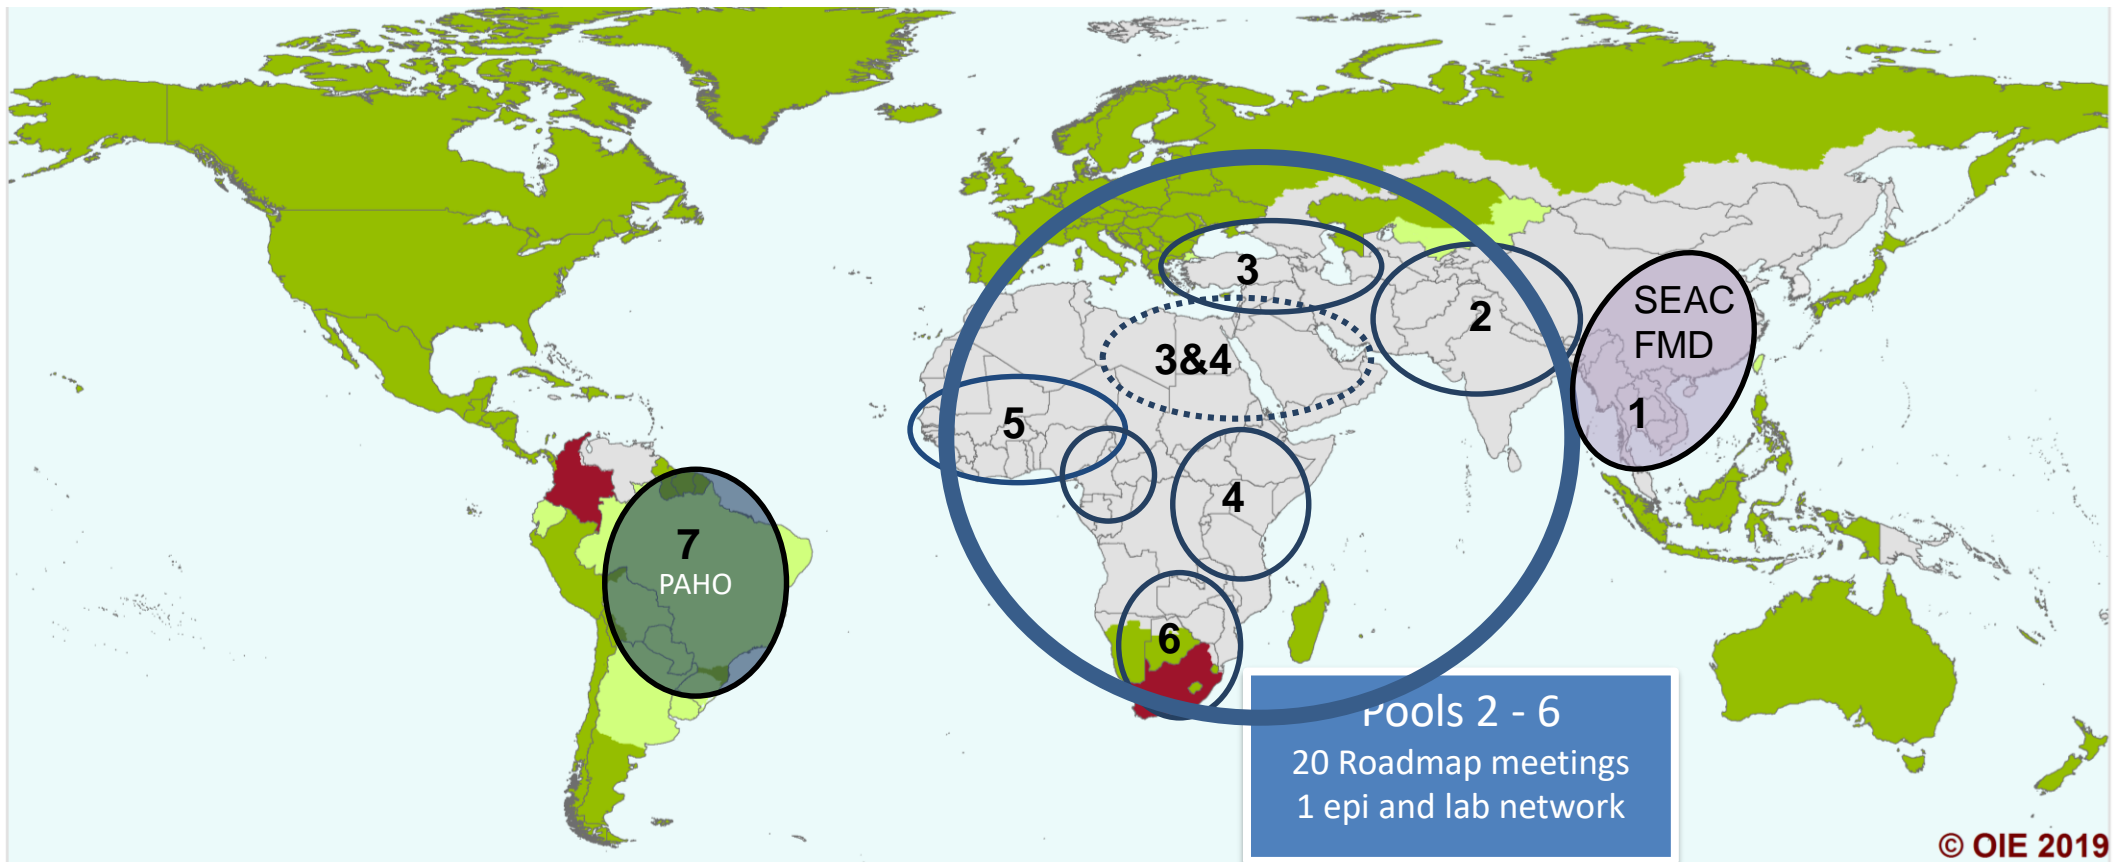 3
SEAC
FMD
2
3&4
1
5
4
7
PAHO
6
Pools 2 - 6
20 Roadmap meetings
1 epi and lab network
© OIE 2019